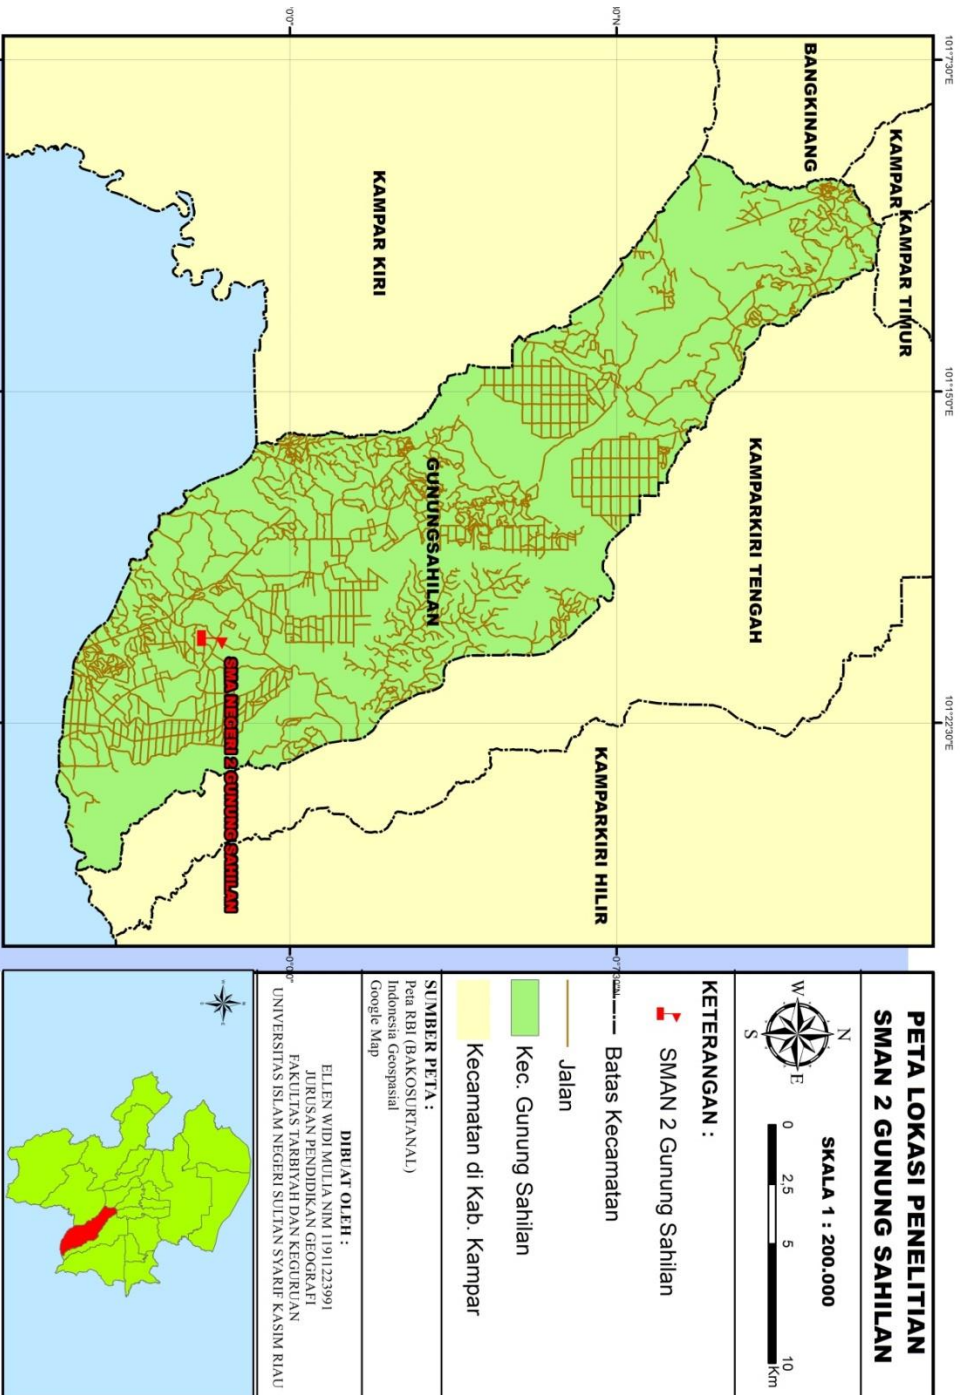 PETA LOKASI PENELITIAN
SMAN 2 GUNUNG SAHILAN
N
W
E
S
SKALA 1 : 200.000
0
2,5
5
10
Km
KETERANGAN :
SMAN 2 Gunung Sahilan
Batas Kecamatan
Jalan
Kec. Gunung Sahilan
Kecamatan di Kab. Kampar
SUMBER PETA :
Peta RBI (BAKOSURTANAL)
Indonesia Geospasial
Google Map
DIBUAT OLEH :
ELLEN WIDI MULIA NIM 11911223991
JURUSAN PENDIDIKAN GEOGRAFI
FAKULTAS TARBIYAH DAN KEGURUAN
UNIVERSITAS ISLAM NEGERI SULTAN SYARIF KASIM RIAU
101°7'30"E
101°15'0"E
101°22'30"E
0°7'30"N
0°0'0"
KAMPAR
KAMPAR TIMUR
BANGKINANG
KAMPARKIRI TENGAH
KAMPARKIRI HILIR
GUNUNGSAHILAN
KAMPAR KIRI
SMA NEGERI 2 GUNUNG SAHILAN